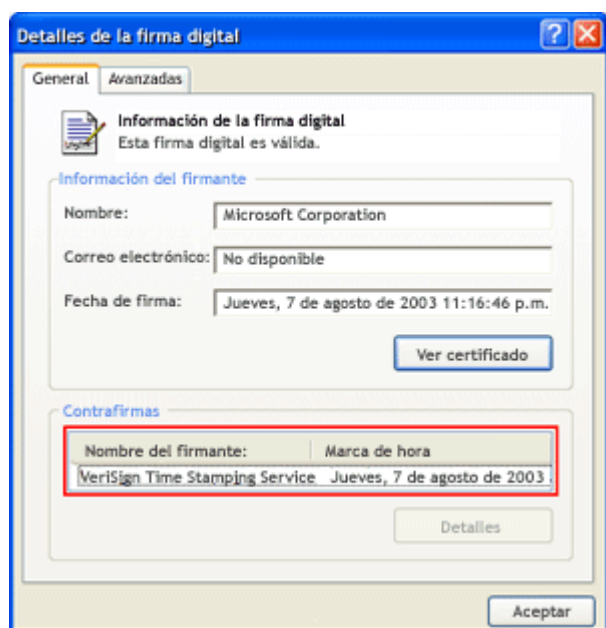 Detalles de la firma digital
General Avanzadas
Información de la firma digital
Esta firma digital es válida.
Información del firmante
Nombre: Microsoft Corporation
Correo electrónico: No disponible
Fecha de firma: Jueves, 7 de agosto de 2003 11:16:46 p.m.
Ver certificado
Contrafirmas
Nombre del firmante: Marca de hora
VeriSign Time Stamping Service Jueves, 7 de agosto de 2003
Detalles
Aceptar